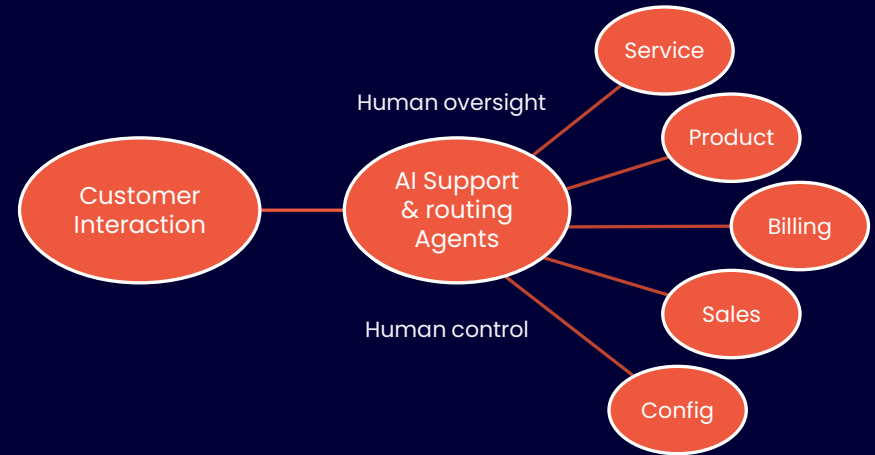 Service
Human oversight
Product
Customer
Interaction
AI Support
& routing
Agents
Billing
Sales
Human control
Config